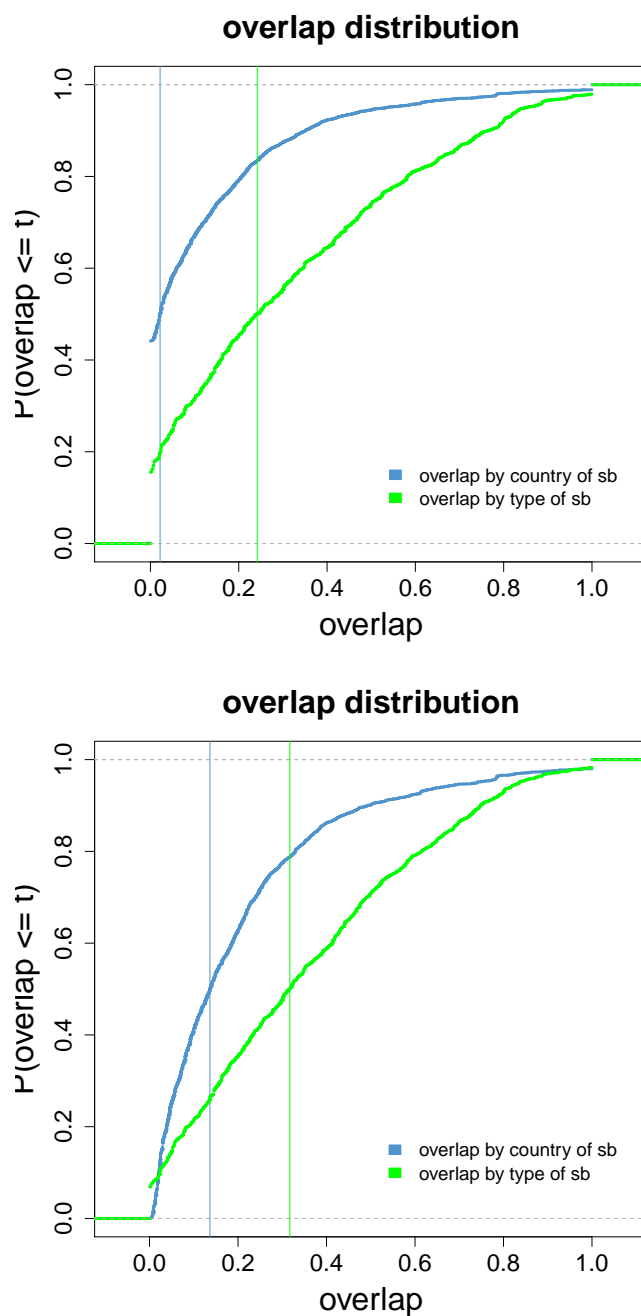 overlap distribution
P(overlap <= t)
1.0
0.8
0.6
0.4
0.2
0.0
overlap by country of sb
overlap by type of sb
0.0 0.2 0.4 0.6 0.8 1.0
overlap
overlap distribution
P(overlap <= t)
1.0
0.8
0.6
0.4
0.2
0.0
overlap by country of sb
overlap by type of sb
0.0 0.2 0.4 0.6 0.8 1.0
overlap